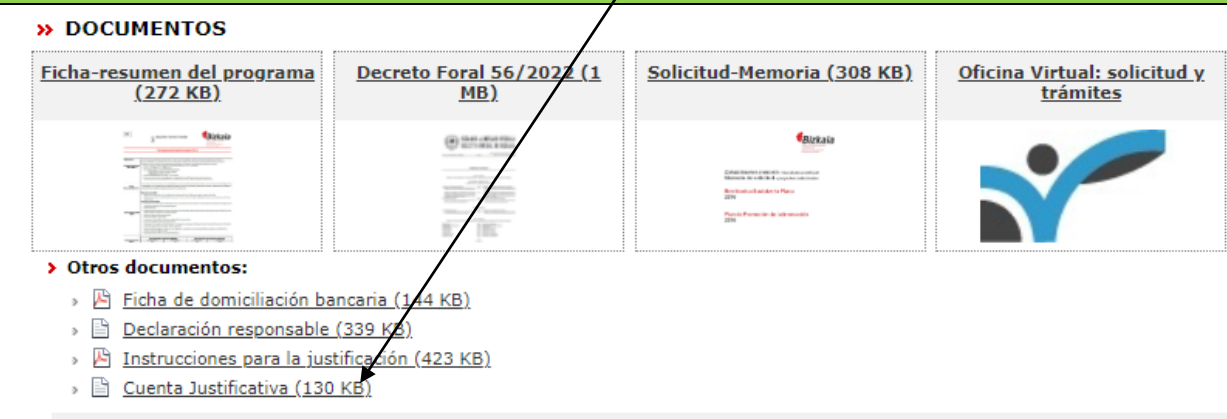 » DOCUMENTOS
Ficha-resumen del programa
(272 KB)
Decreto Foral 56/2022 (1
MB)
Solicitud-Memoria (308 KB)
Oficina Virtual: solicitud y
trámites
Bizkaia
Bizkaia
Otros documentos:
Ficha de domiciliación bancaria (144 KB)
Declaración responsable (339 KB)
Instrucciones para la justificación (423 KB)
Cuenta Justificativa (130 KB)